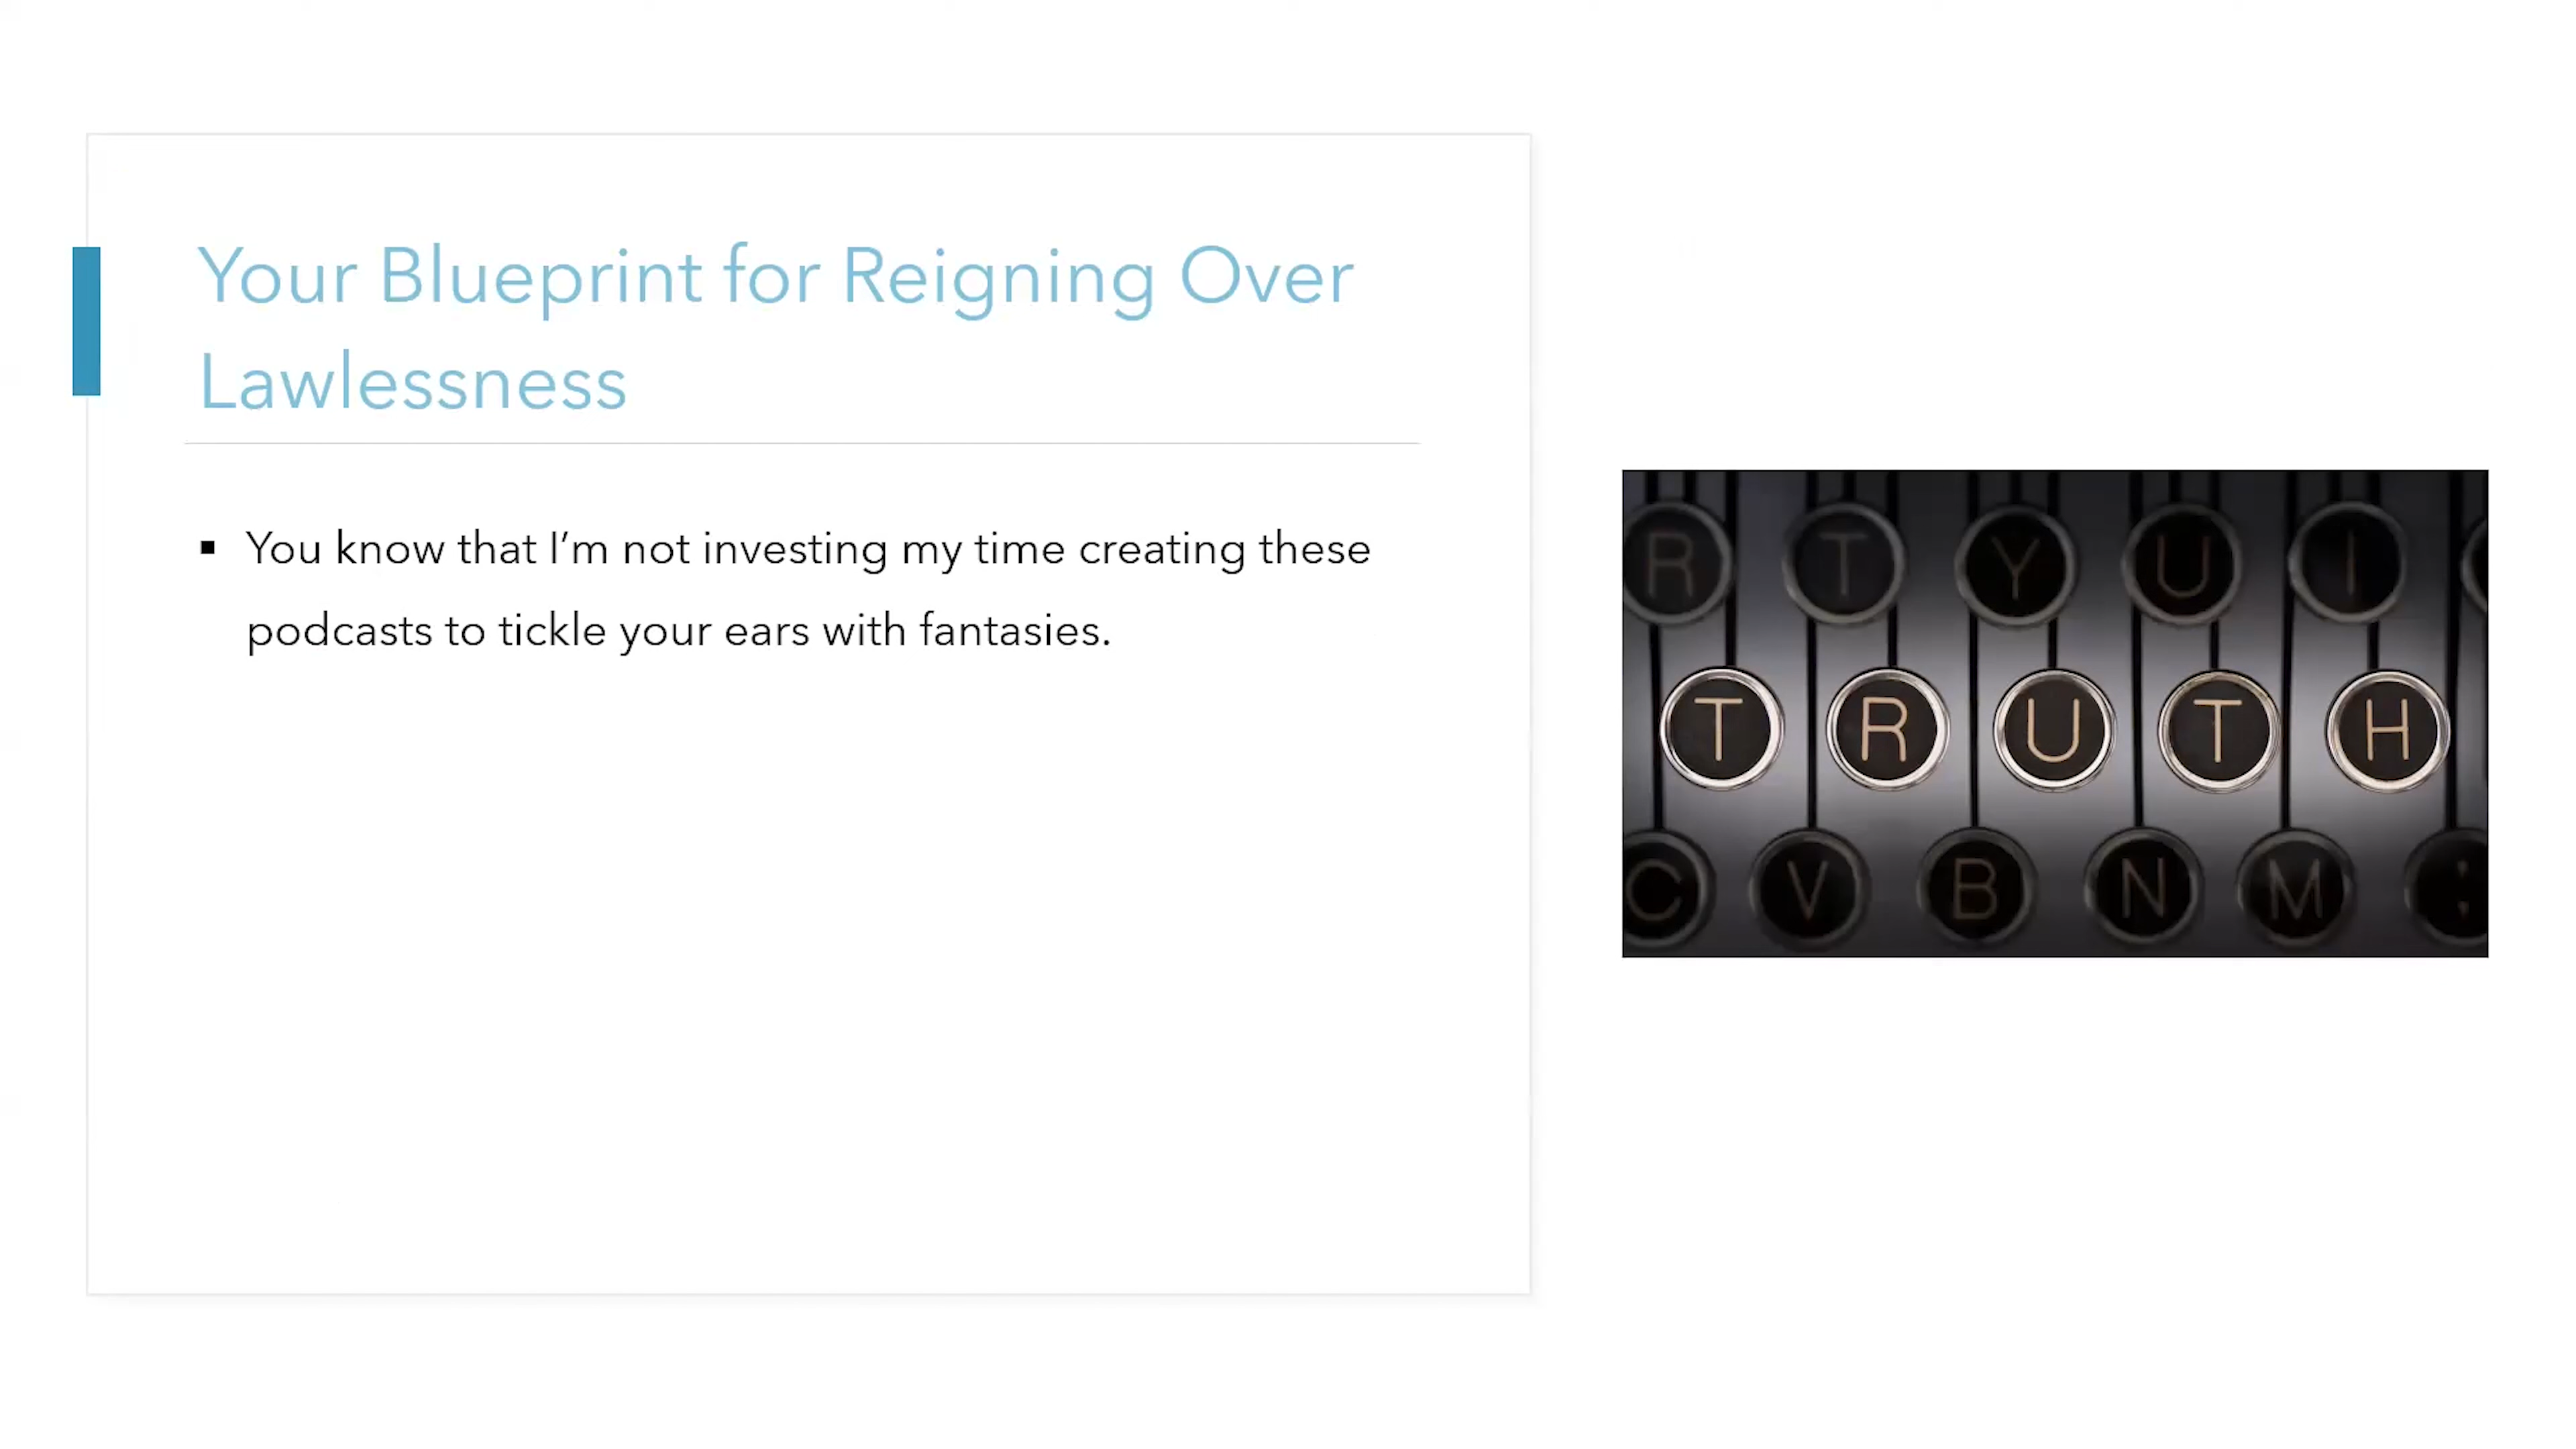 Your Blueprint for Reigning Over
Lawlessness
▪ You know that I’m not investing my time creating these
podcasts to tickle your ears with fantasies.
R T Y U I
T R U T H
C V B N M :